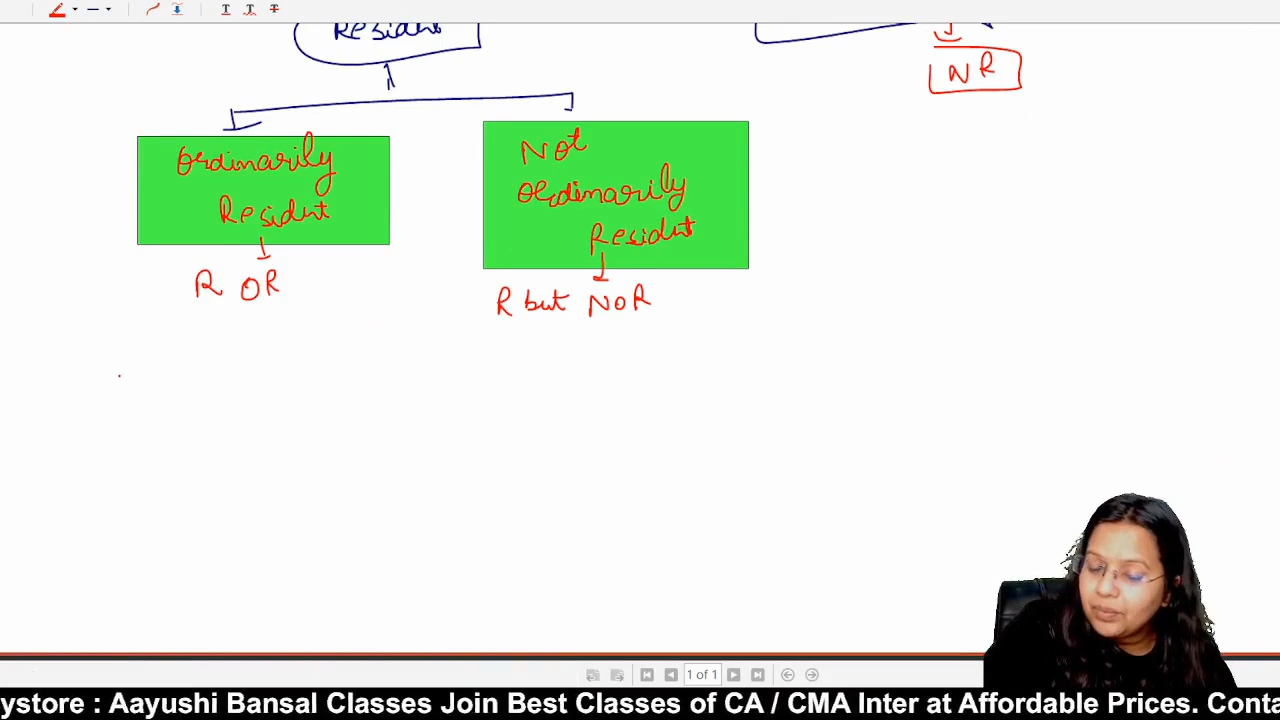 Resident
NR
Ordinarily
Resident
Not
Ordinarily
Resident
R OR
R but NOR
1 of 1
ystore : Aayushi Bansal Classes Join Best Classes of CA / CMA Inter at Affordable Prices. Conta